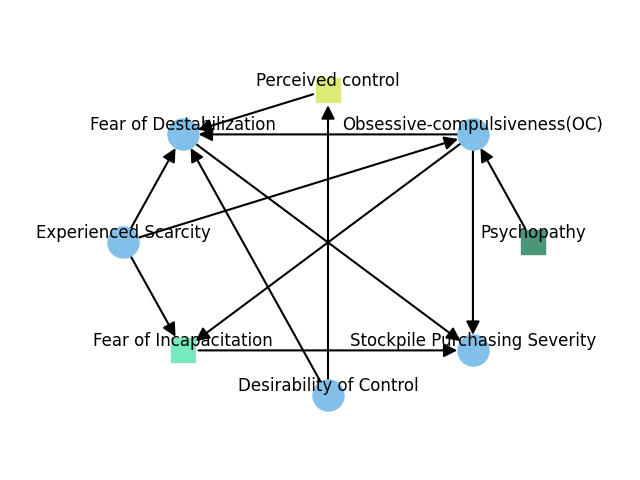 Perceived control
Fear of Destabilization
Obsessive-compulsiveness(OC)
Experienced Scarcity
Psychopathy
Fear of Incapacitation
Stockpile Purchasing Severity
Desirability of Control